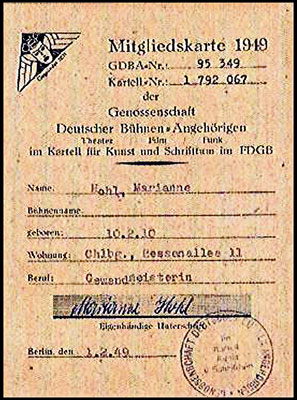 Mitgliedskarte 1949
GDBA-Nr.: 95 349
Kartell-Nr.: 1 792 067
der
Genossenschaft
Deutscher Bühnen-Angehörigen
Theater Film Funk
im Kartell für Kunst und Schrifttum im FDGB
Name: Hohl, Marianne
Bühnenname:
geboren: 10.2.10
Wohnung: Chlbg., Hessenallee 11
Beruf: Gewandmeisterin
Marianne Hohl
Eigenhändige Unterschrift
Berlin, den 1.2.49